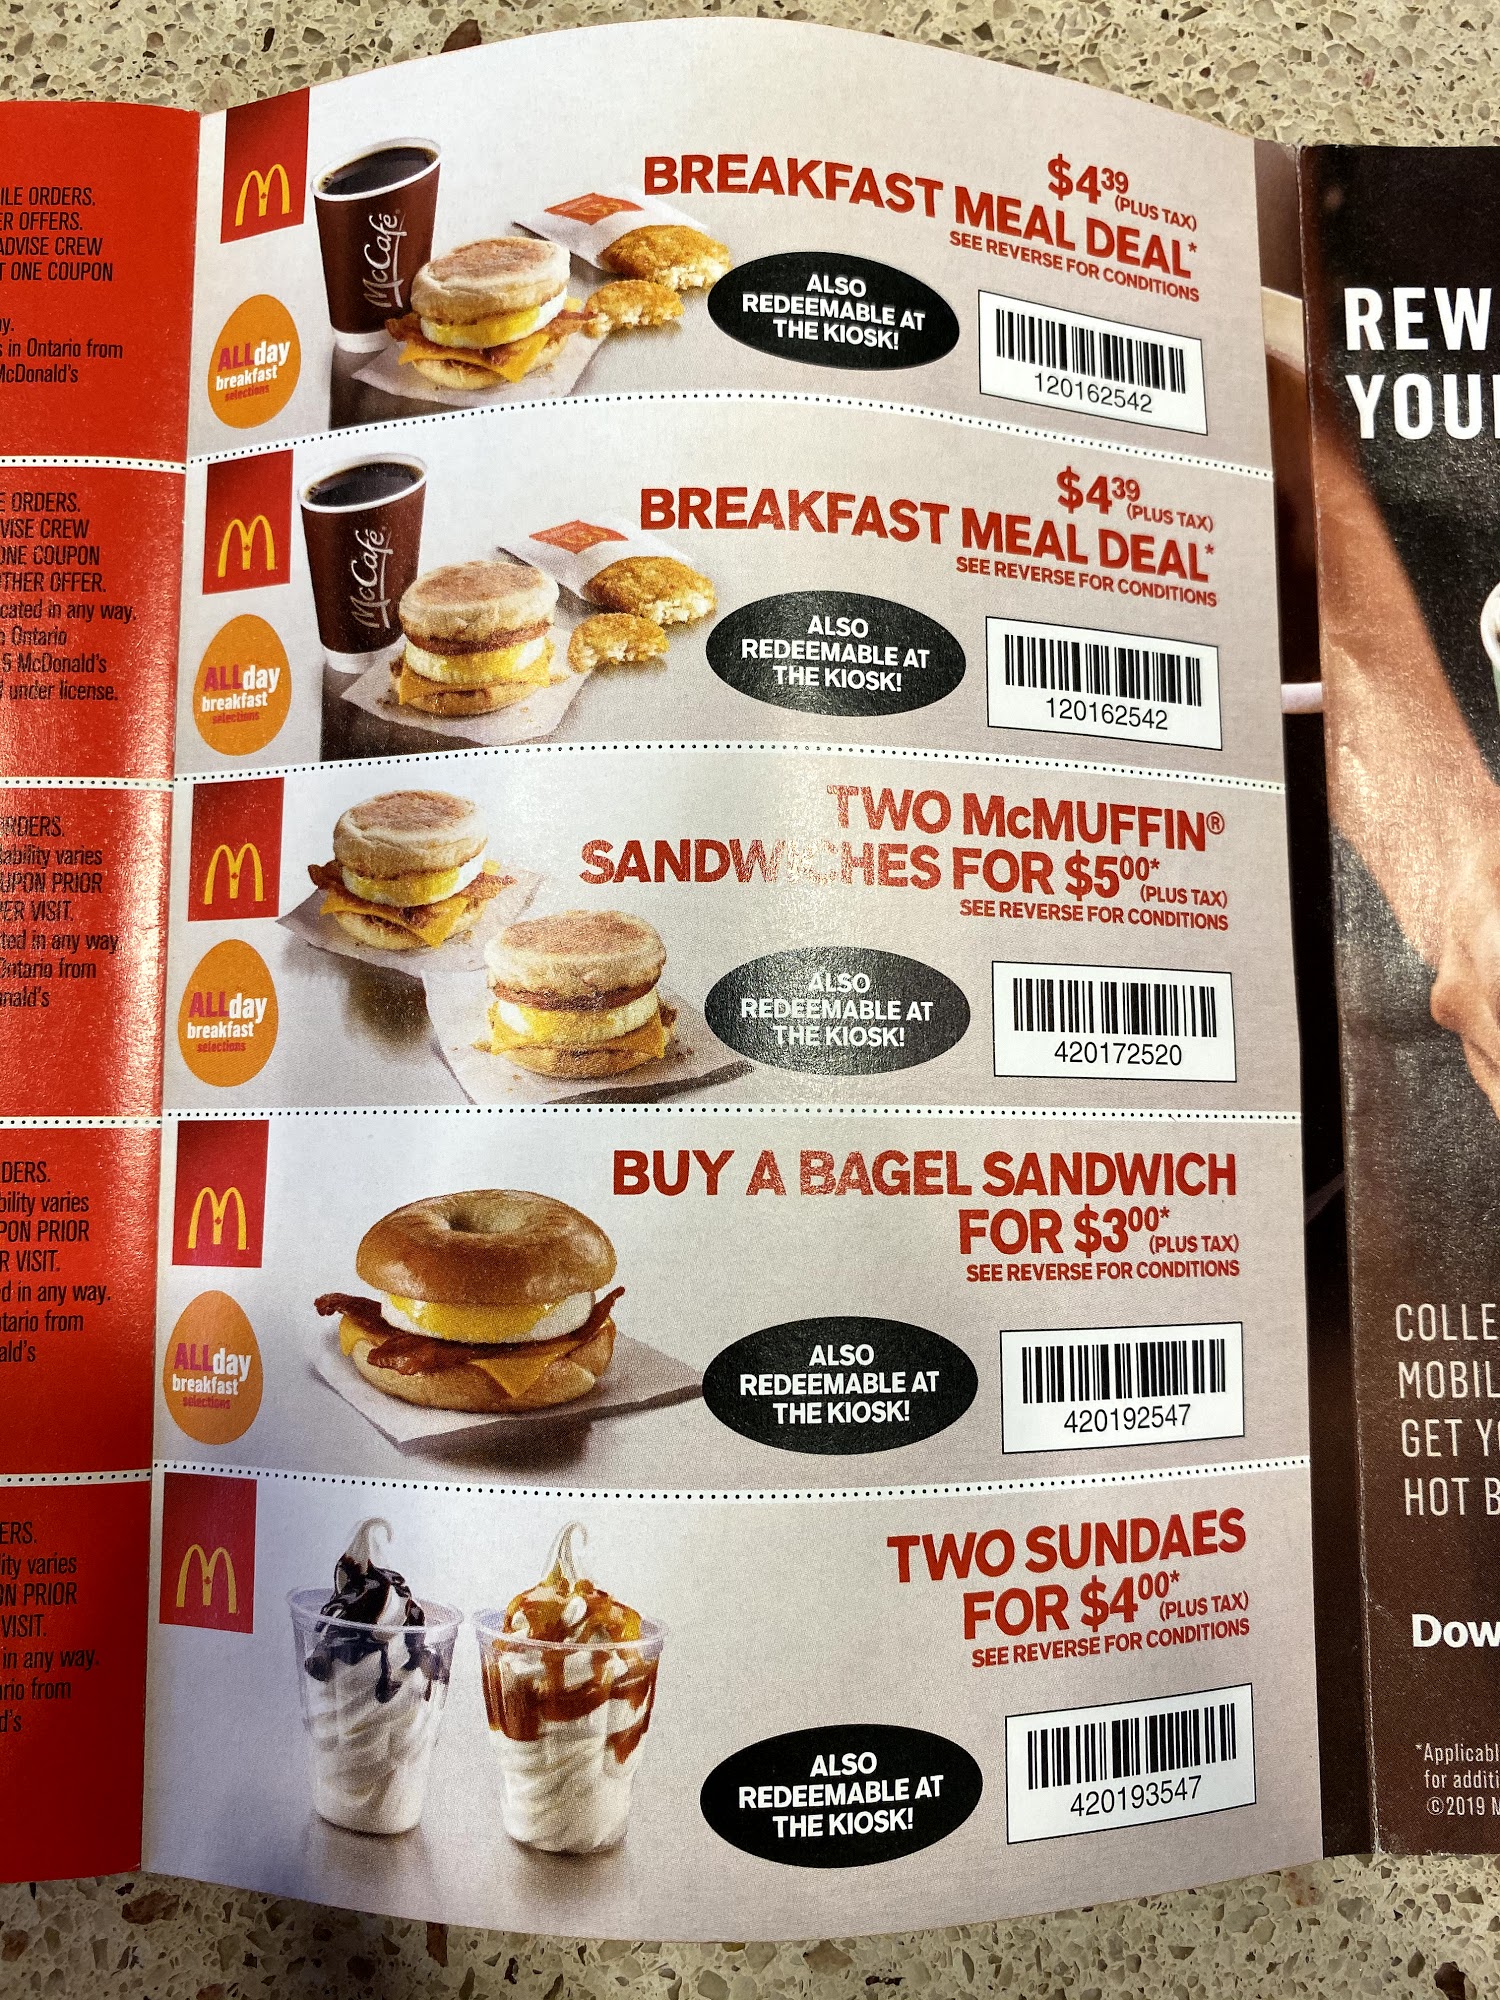 ILE ORDERS.
ER OFFERS.
ADVISE CREW
T ONE COUPON
y.
s in Ontario from
McDonald's
E ORDERS.
VISE CREW
ONE COUPON
OTHER OFFER.
cated in any way.
Ontario
5 McDonald's
under license.
ORDERS.
ability varies
UPON PRIOR
ER VISIT.
ted in any way.
Ontario from
nald's
DERS.
bility varies
PON PRIOR
R VISIT.
d in any way.
tario from
ald's
ERS.
ity varies
ON PRIOR
VISIT.
in any way.
rio from
d's
McCafé
ALLday
breakfast
selections
$4.39
(PLUS TAX)
BREAKFAST MEAL DEAL*
SEE REVERSE FOR CONDITIONS
ALSO
REDEEMABLE AT
THE KIOSK!
120162542
McCafé
ALLday
breakfast
selections
$4.39
(PLUS TAX)
BREAKFAST MEAL DEAL*
SEE REVERSE FOR CONDITIONS
ALSO
REDEEMABLE AT
THE KIOSK!
120162542
ALLday
breakfast
selections
TWO McMUFFIN®
SANDWICHES FOR $5.00*
(PLUS TAX)
SEE REVERSE FOR CONDITIONS
ALSO
REDEEMABLE AT
THE KIOSK!
420172520
ALLday
breakfast
selections
BUY A BAGEL SANDWICH
FOR $3.00*
(PLUS TAX)
SEE REVERSE FOR CONDITIONS
ALSO
REDEEMABLE AT
THE KIOSK!
420192547
TWO SUNDAES
FOR $4.00*
(PLUS TAX)
SEE REVERSE FOR CONDITIONS
ALSO
REDEEMABLE AT
THE KIOSK!
420193547
REW
YOU
COLLE
MOBIL
GET Y
HOT B
Dow
*Applicabl
for additi
©2019 M